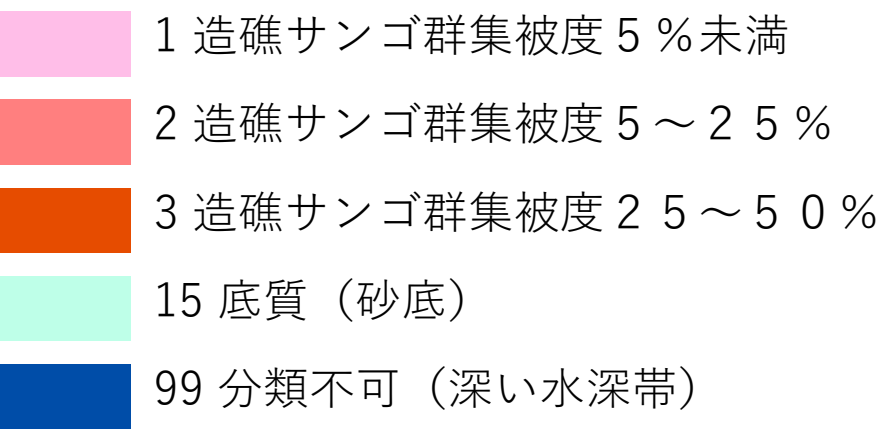 1 造礁サンゴ群集被度５％未満
2 造礁サンゴ群集被度５～２５％
3 造礁サンゴ群集被度２５～５０％
15 底質（砂底）
99 分類不可（深い水深帯）